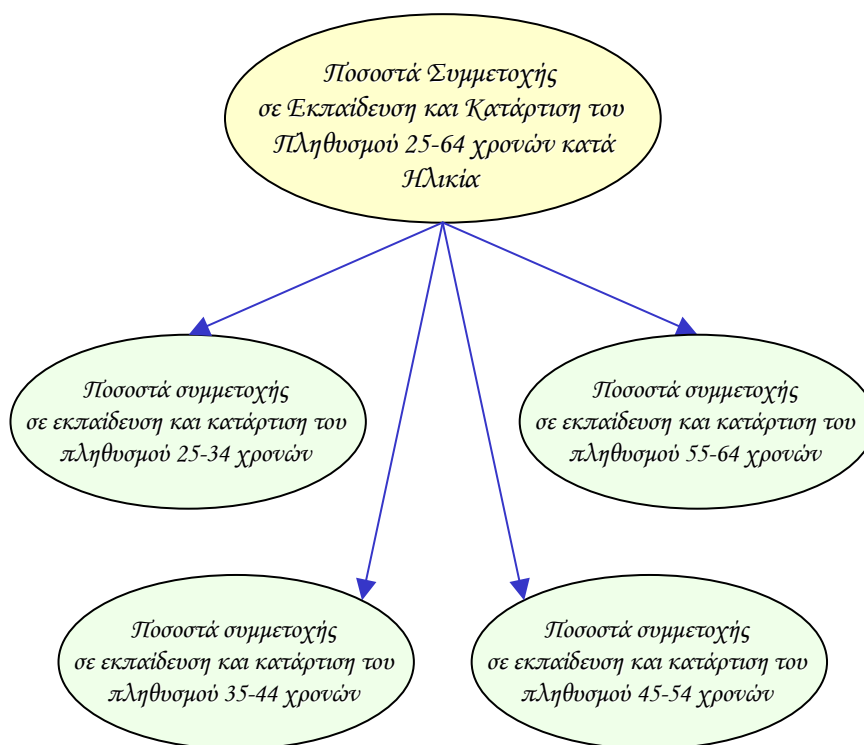 Ποσοστά Συμμετοχής
σε Εκπαίδευση και Κατάρτιση του
Πληθυσμού 25-64 χρονών κατά
Ηλικία
Ποσοστά συμμετοχής
σε εκπαίδευση και κατάρτιση του
πληθυσμού 25-34 χρονών
Ποσοστά συμμετοχής
σε εκπαίδευση και κατάρτιση του
πληθυσμού 55-64 χρονών
Ποσοστά συμμετοχής
σε εκπαίδευση και κατάρτιση του
πληθυσμού 35-44 χρονών
Ποσοστά συμμετοχής
σε εκπαίδευση και κατάρτιση του
πληθυσμού 45-54 χρονών